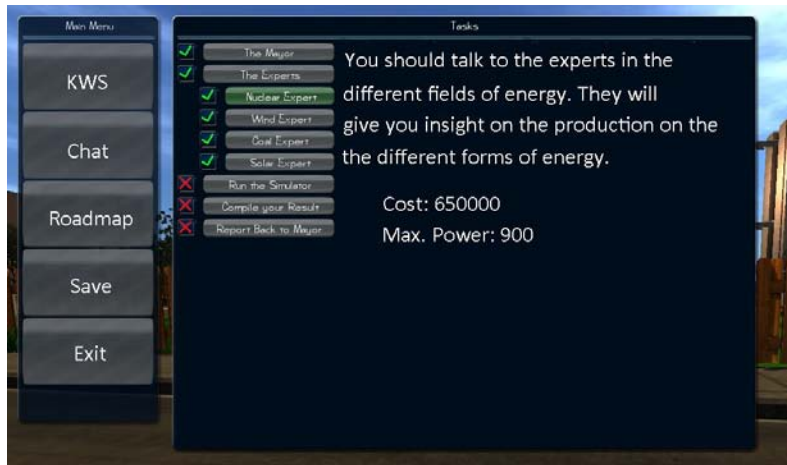 Main Menu
KWS
Chat
Roadmap
Save
Exit
Tasks
The Mayor
The Experts
Nuclear Expert
Wind Expert
Coal Expert
Solar Expert
Run the Simulator
Compile your Result
Report Back to Mayor
You should talk to the experts in the
different fields of energy. They will
give you insight on the production on the
the different forms of energy.
Cost: 650000
Max. Power: 900